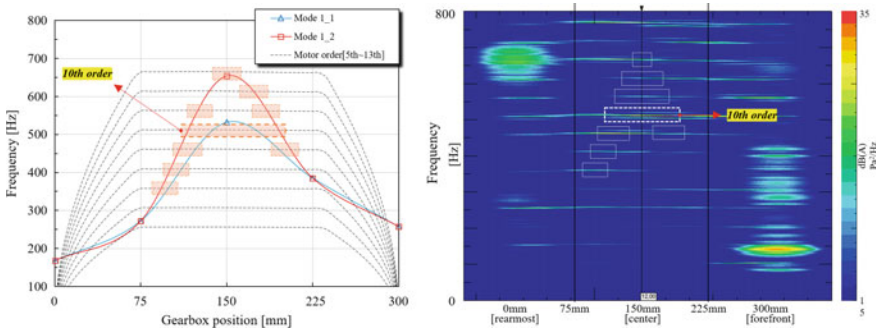 Mode 1_1
Mode 1_2
Motor order[5th~13th]
10th order
Frequency [Hz]
800
700
600
500
400
300
200
100
0
75
150
225
300
Gearbox position [mm]
800
Frequency
[Hz]
0
10th order
12.00
0mm
[rearmost]
75mm
150mm
[center]
225mm
300mm
[forefront]
35
dB(A)
Pa²/Hz
1
5